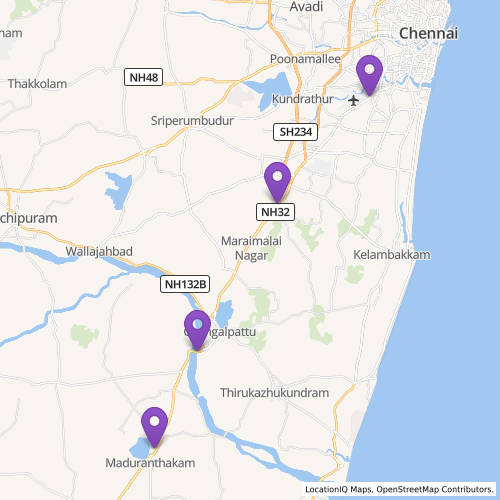 Avadi
Chennai
Poonamallee
NH48
Thakkolam
Kundrathur
Sriperumbudur
SH234
NH32
chipuram
Maraimalai
Nagar
Wallajahbad
Kelambakkam
NH132B
galpattu
Thirukazhukundram
Maduranthakam
LocationIQ Maps, OpenStreetMap Contributors.